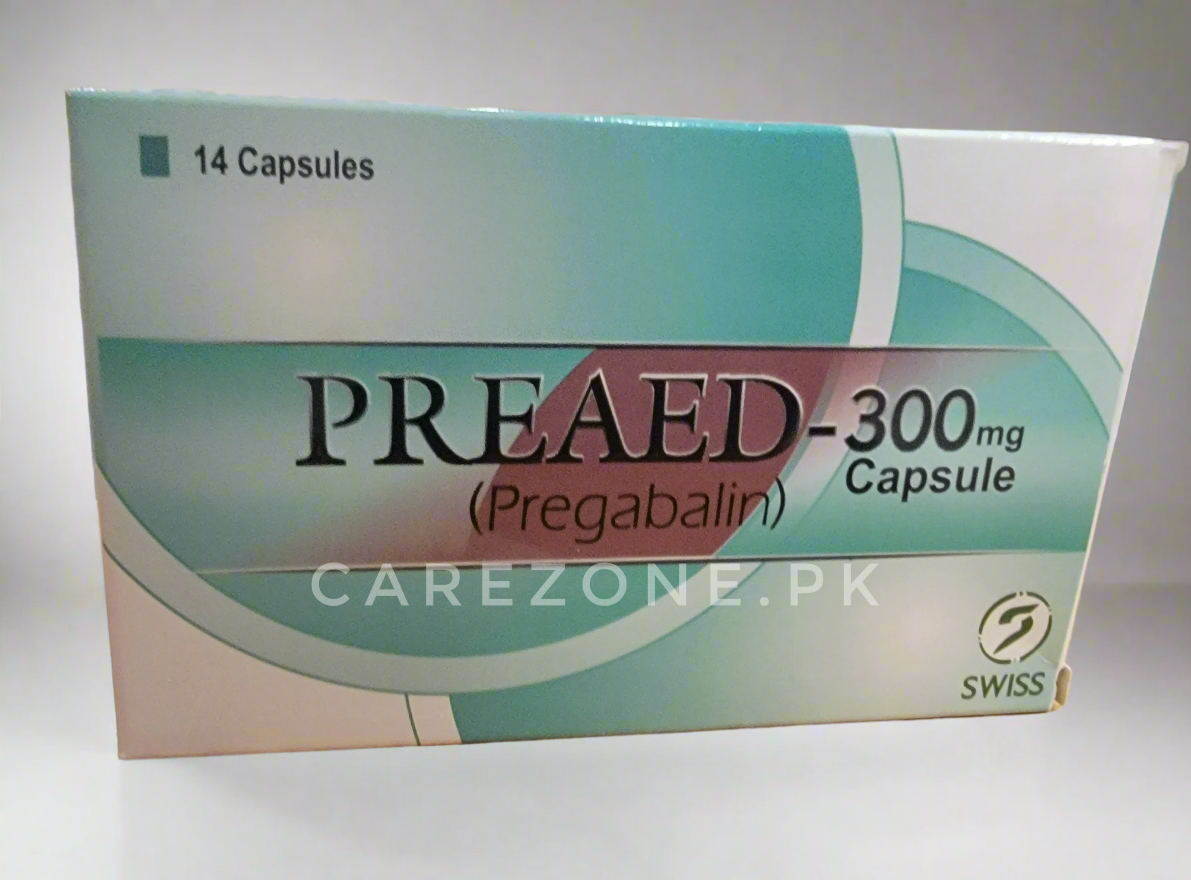 14 Capsules
PREAED-300mg
Capsule
(Pregabalin)
CAREZONE.PK
SWISS